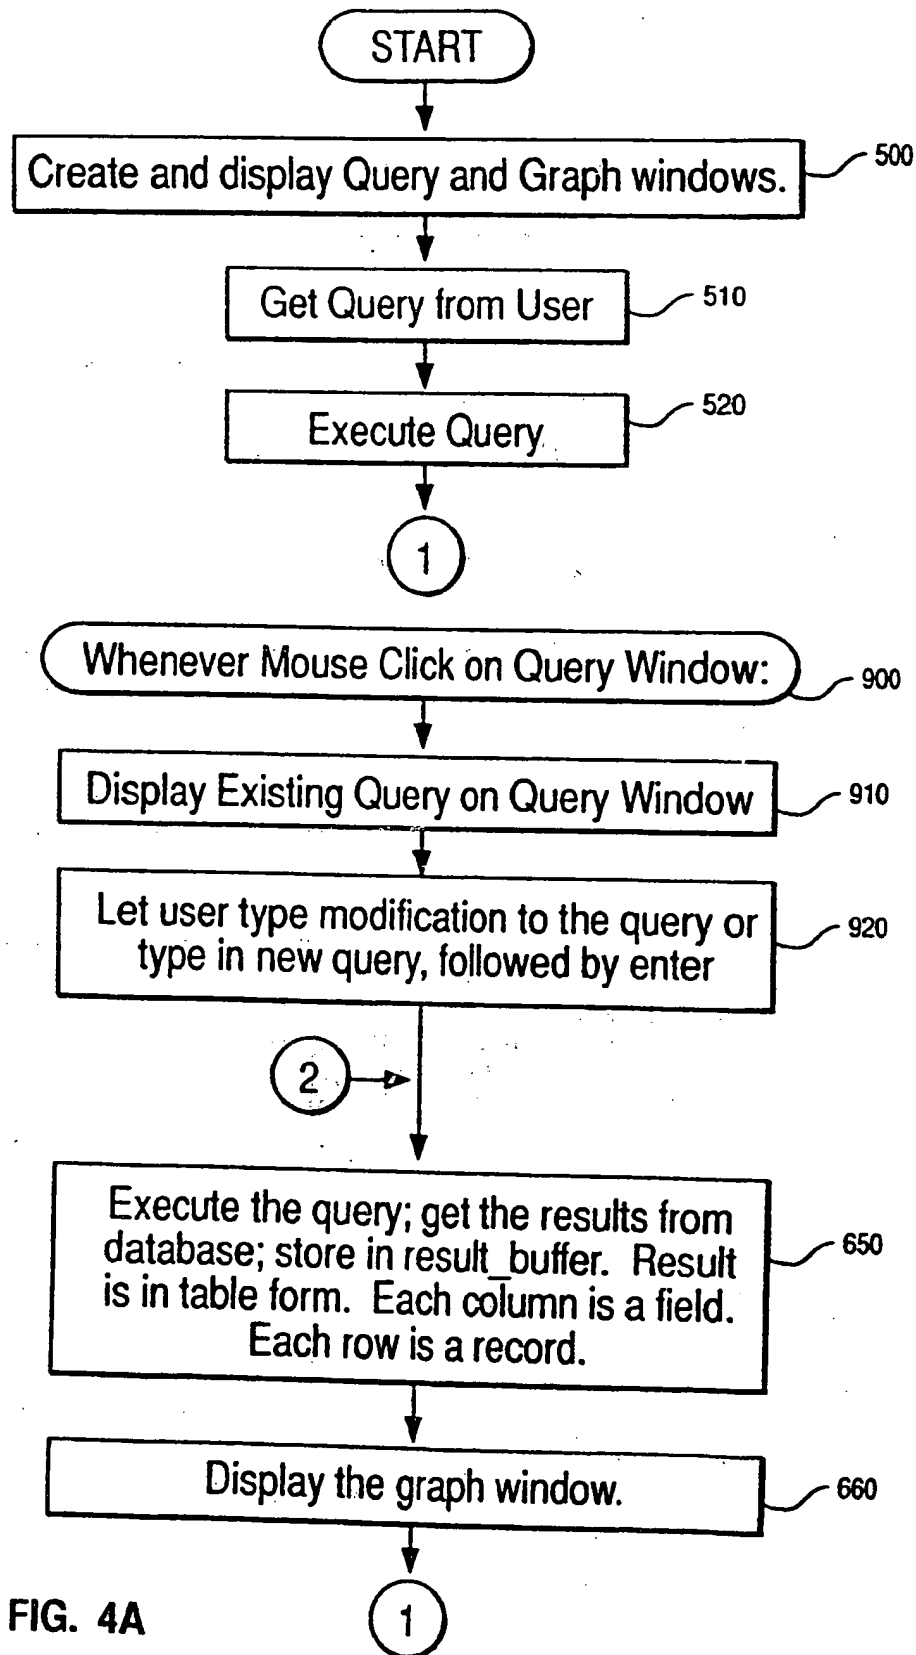 START
Create and display Query and Graph windows.
500
Get Query from User
510
Execute Query
520
1
Whenever Mouse Click on Query Window:
900
Display Existing Query on Query Window
910
Let user type modification to the query or
type in new query, followed by enter
920
2
Execute the query; get the results from
database; store in result_buffer. Result
is in table form. Each column is a field.
Each row is a record.
650
Display the graph window.
660
1
FIG. 4A